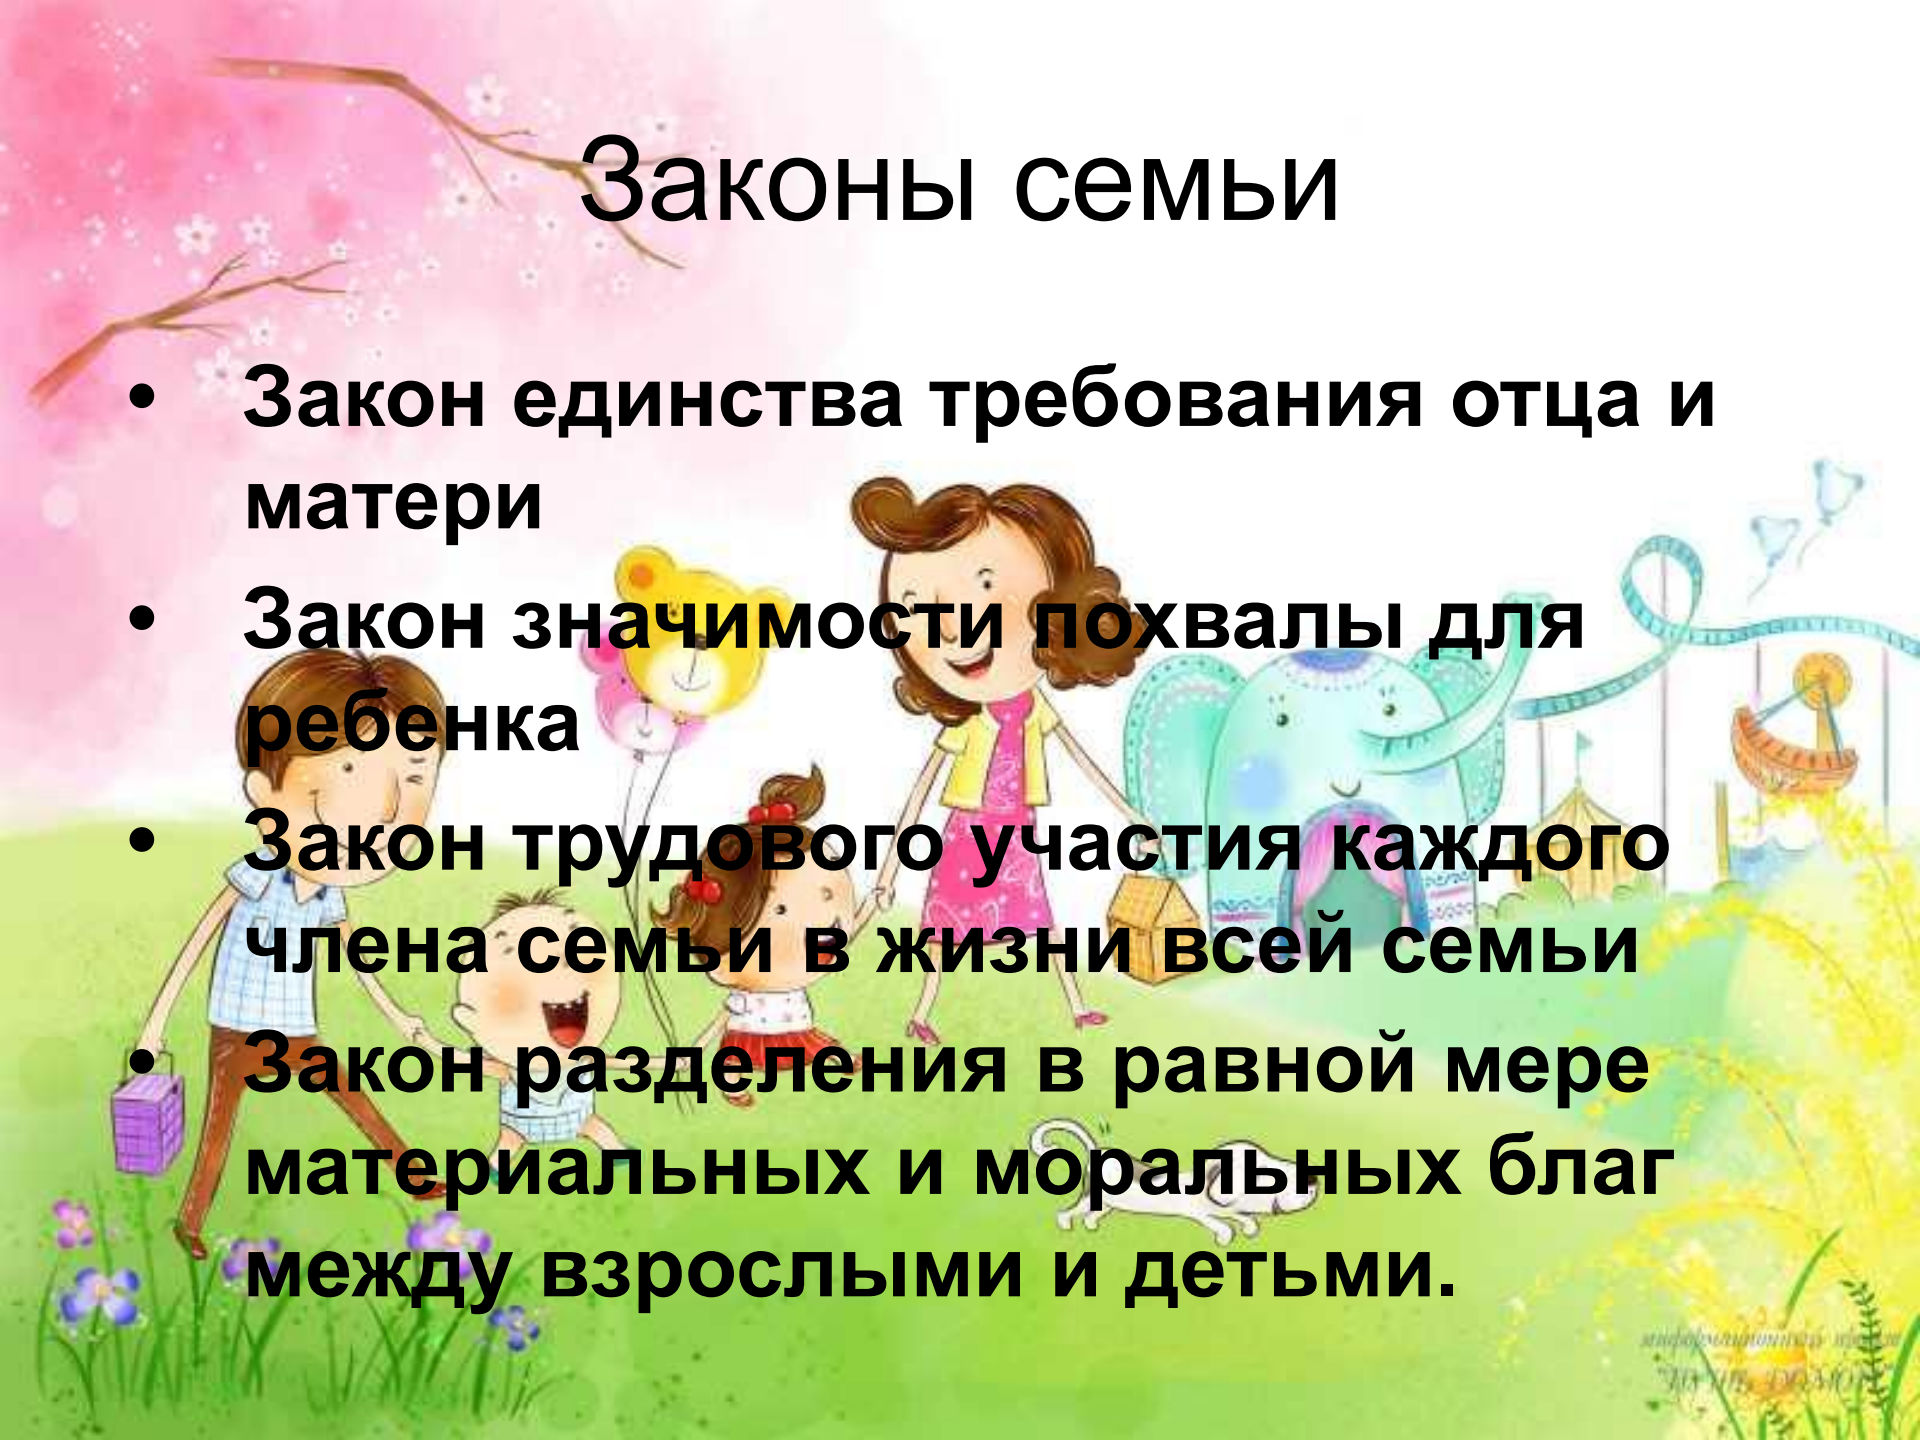 Законы семьи
• Закон единства требования отца и
матери
• Закон значимости похвалы для
ребенка
• Закон трудового участия каждого
члена семьи в жизни всей семьи
• Закон разделения в равной мере
материальных и моральных благ
между взрослыми и детьми.